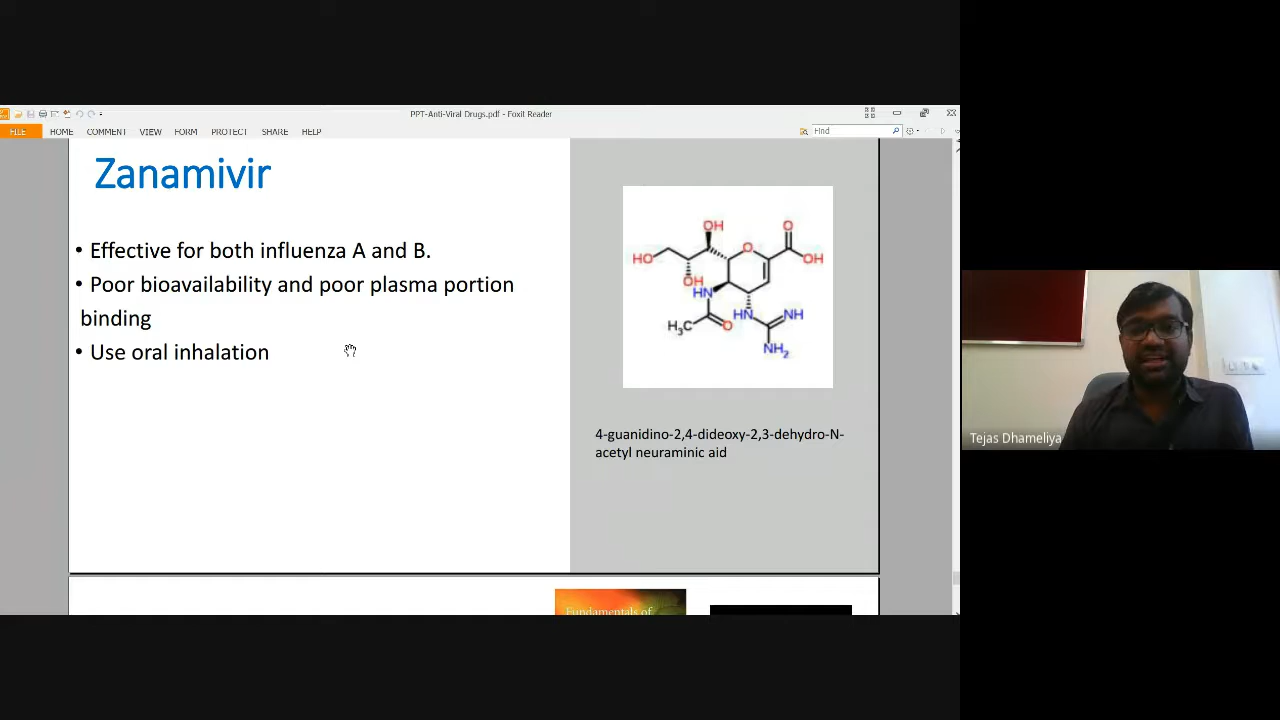 PPT-Anti-Viral Drugs.pdf - Foxit Reader
FILE HOME COMMENT VIEW FORM PROTECT SHARE HELP
Find
Zanamivir
• Effective for both influenza A and B.
• Poor bioavailability and poor plasma portion
binding
• Use oral inhalation
OH
O
HO
O
OH
OH
HN
HN
NH
H3C
O
NH2
4-guanidino-2,4-dideoxy-2,3-dehydro-N-
acetyl neuraminic aid
Fundamentals of
Tejas Dhameliya